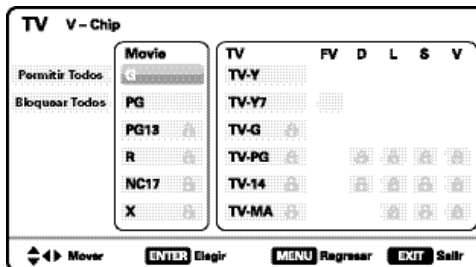 TV V - Chip
Movie TV FV D L S V
Permitir Todos G TV-Y
Bloquear Todos PG TV-Y7
PG13 TV-G
R TV-PG
NC17 TV-14
X TV-MA
Mover ENTER Elegir MENU Regresar EXIT Salir